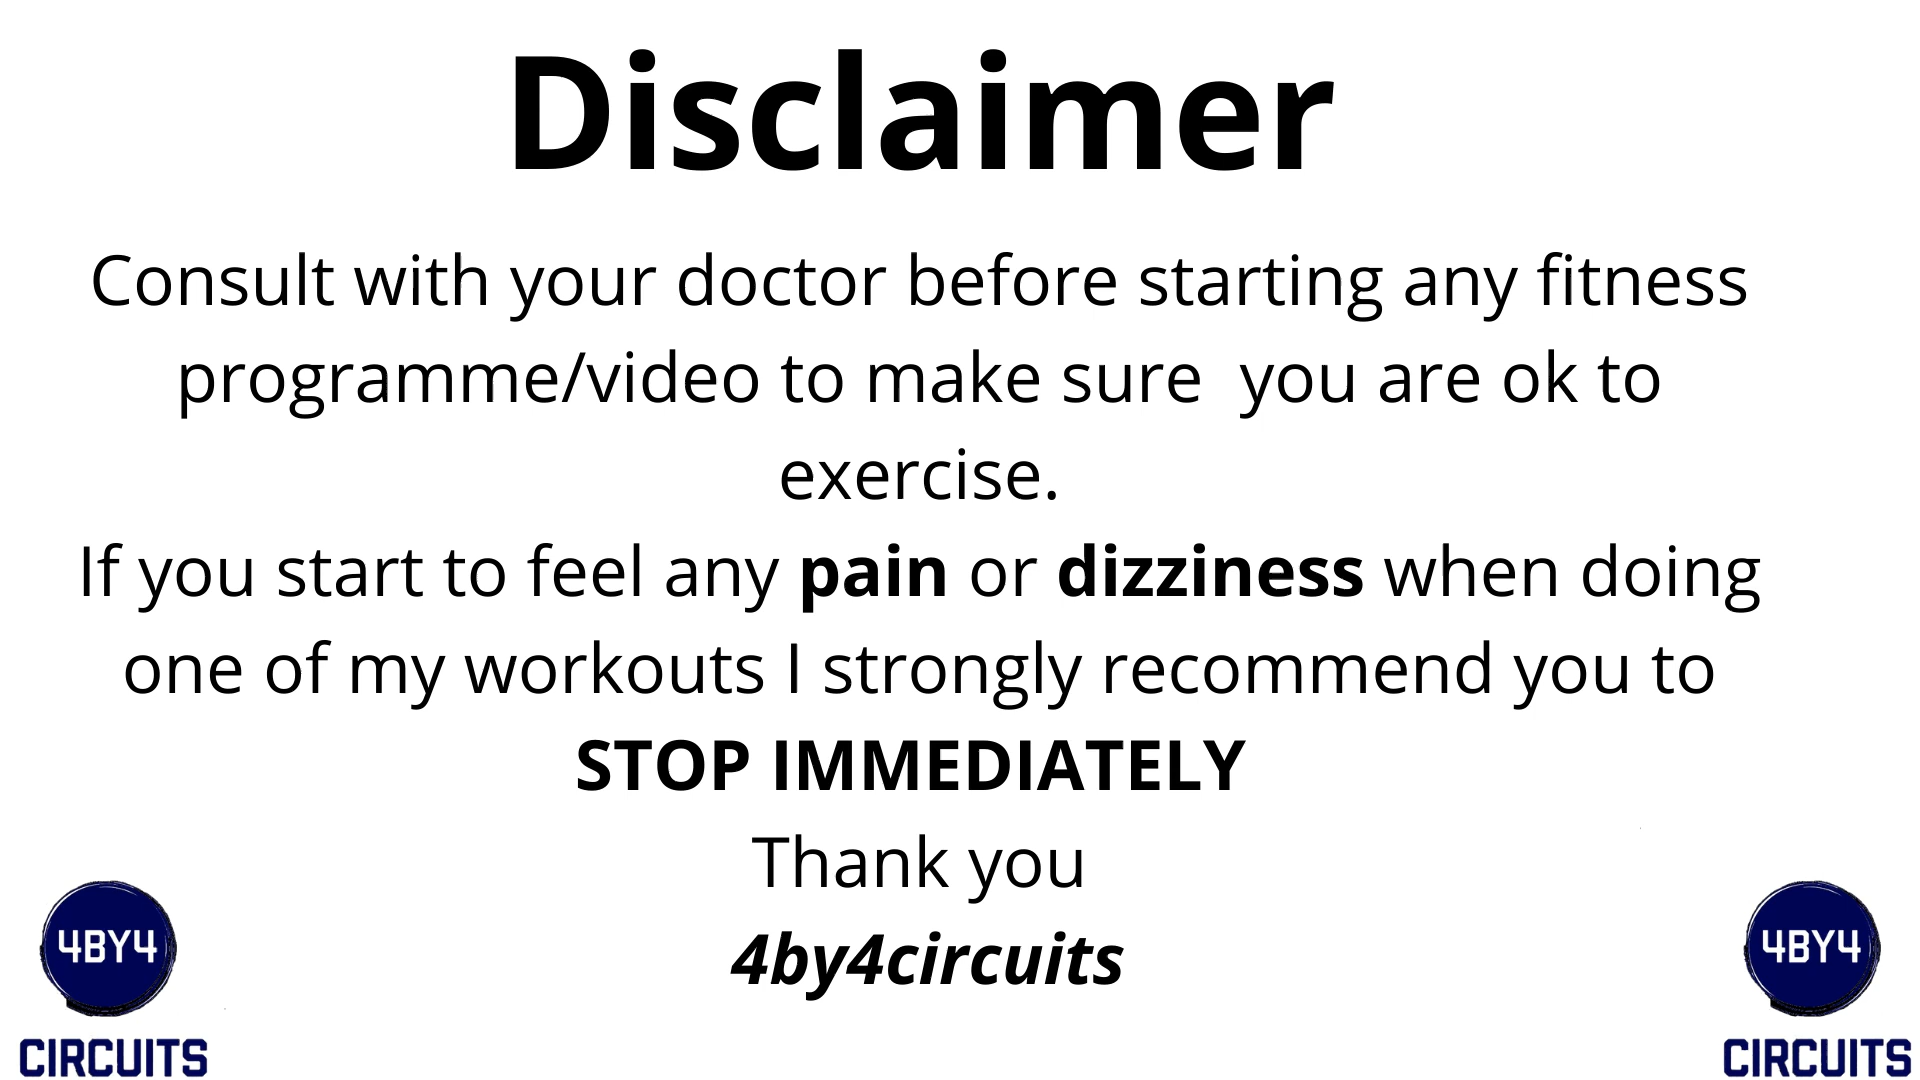 Disclaimer
Consult with your doctor before starting any fitness
programme/video to make sure  you are ok to
exercise.
If you start to feel any pain or dizziness when doing
one of my workouts I strongly recommend you to
STOP IMMEDIATELY
Thank you
4by4circuits
4BY4
CIRCUITS
4BY4
CIRCUITS